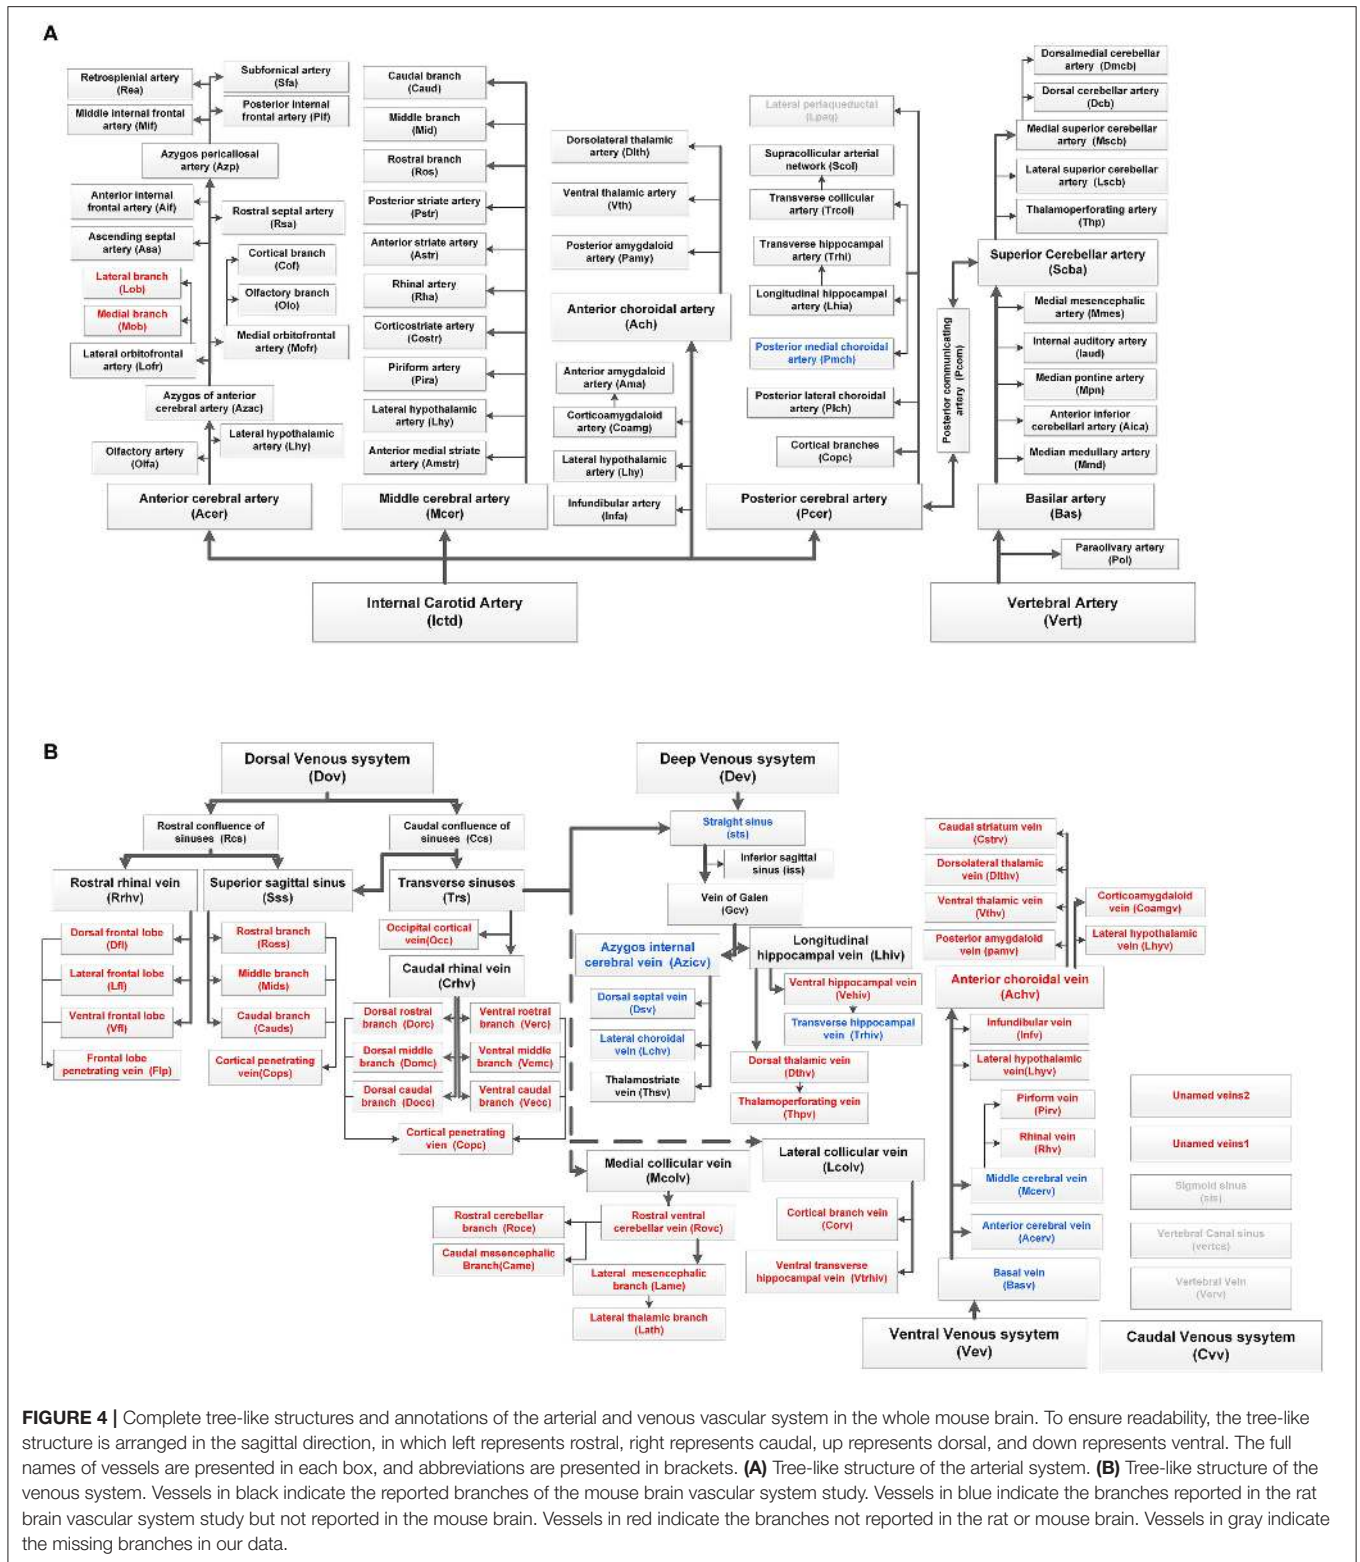 A
Retrosplenial artery
(Rea)
Subfornical artery
(Sfa)
Middle internal frontal
artery (Mif)
Posterior internal
frontal artery (Pif)
Azygos pericallosal
artery (Azp)
Anterior internal
frontal artery (Aif)
Rostral septal artery
(Rsa)
Ascending septal
artery (Asa)
Cortical branch
(Cof)
Lateral branch
(Lob)
Olfactory branch
(Olo)
Medial branch
(Mob)
Medial orbitofrontal
artery (Mofr)
Lateral orbitofrontal
artery (Lofr)
Azygos of anterior
cerebral artery (Azac)
Lateral hypothalamic
artery (Lhy)
Olfactory artery
(Olfa)
Anterior cerebral artery
(Acer)
Caudal branch
(Caud)
Middle branch
(Mid)
Rostral branch
(Ros)
Posterior striate artery
(Pstr)
Anterior striate artery
(Astr)
Rhinal artery
(Rha)
Corticostriate artery
(Costr)
Piriform artery
(Pira)
Lateral hypothalamic
artery (Lhy)
Anterior medial striate
artery (Amstr)
Middle cerebral artery
(Mcer)
Dorsolateral thalamic
artery (Dlth)
Ventral thalamic artery
(Vth)
Posterior amygdaloid
artery (Pamy)
Anterior choroidal artery
(Ach)
Anterior amygdaloid
artery (Ama)
Corticoamygdaloid
artery (Coamg)
Lateral hypothalamic
artery (Lhy)
Infundibular artery
(Infa)
Lateral periaqueductal
(Lpaq)
Supracollicular arterial
network (Scol)
Transverse collicular
artery (Trcol)
Transverse hippocampal
artery (Trhi)
Longitudinal hippocampal
artery (Lhia)
Posterior medial choroidal
artery (Pmch)
Posterior lateral choroidal
artery (Plch)
Cortical branches
(Copc)
Posterior cerebral artery
(Pcer)
Posterior communicating
artery (Pcom)
Dorsalmedial cerebellar
artery (Dmcb)
Dorsal cerebellar artery
(Dcb)
Medial superior cerebellar
artery (Mscb)
Lateral superior cerebellar
artery (Lscb)
Thalamoperforating artery
(Thp)
Superior Cerebellar artery
(Scba)
Medial mesencephalic
artery (Mmes)
Internal auditory artery
(Iaud)
Median pontine artery
(Mpn)
Anterior inferior
cerebellarl artery (Aica)
Median medullary artery
(Mmd)
Basilar artery
(Bas)
Paraolivary artery
(Pol)
Internal Carotid Artery
(Ictd)
Vertebral Artery
(Vert)
B
Dorsal Venous sysytem
(Dov)
Rostral confluence of
sinuses (Rcs)
Caudal confluence of
sinuses (Ccs)
Rostral rhinal vein
(Rrhv)
Superior sagittal sinus
(Sss)
Transverse sinuses
(Trs)
Dorsal frontal lobe
(Dfl)
Lateral frontal lobe
(Lfl)
Ventral frontal lobe
(Vfl)
Frontal lobe
penetrating vein (Flp)
Rostral branch
(Ross)
Middle branch
(Mids)
Caudal branch
(Cauds)
Cortical penetrating
vein(Cops)
Occipital cortical
vein(Occ)
Caudal rhinal vein
(Crhv)
Dorsal rostral
branch (Dorc)
Ventral rostral
branch (Verc)
Dorsal middle
branch (Domc)
Ventral middle
branch (Vemc)
Dorsal caudal
branch (Docc)
Ventral caudal
branch (Vecc)
Cortical penetrating
vien (Copc)
Deep Venous sysytem
(Dev)
Straight sinus
(sts)
Inferior sagittal
sinus (iss)
Vein of Galen
(Gcv)
Azygos internal
cerebral vein (Azicv)
Longitudinal
hippocampal vein (Lhiv)
Dorsal septal vein
(Dsv)
Lateral choroidal
vein (Lchv)
Thalamostriate
vein (Thsv)
Ventral hippocampal vein
(Vehiv)
Transverse hippocampal
vein (Trhiv)
Dorsal thalamic vein
(Dthv)
Thalamoperforating vein
(Thpv)
Medial collicular vein
(Mcolv)
Lateral collicular vein
(Lcolv)
Rostral cerebellar
branch (Roce)
Rostral ventral
cerebellar vein (Rovc)
Caudal mesencephalic
Branch(Came)
Lateral mesencephalic
branch (Lame)
Lateral thalamic branch
(Lath)
Cortical branch vein
(Corv)
Ventral transverse
hippocampal vein (Vtrhiv)
Caudal striatum vein
(Cstrv)
Dorsolateral thalamic
vein (Dlthv)
Ventral thalamic vein
(Vthv)
Posterior amygdaloid
vein (pamv)
Corticoamygdaloid
vein (Coamgv)
Lateral hypothalamic
vein (Lhyv)
Anterior choroidal vein
(Achv)
Infundibular vein
(Infv)
Lateral hypothalamic
vein(Lhyv)
Pirform vein
(Pirv)
Rhinal vein
(Rhv)
Middle cerebral vein
(Mcerv)
Anterior cerebral vein
(Acerv)
Basal vein
(Basv)
Ventral Venous sysytem
(Vev)
Unamed veins2
Unamed veins1
Sigmoid sinus
(sis)
Vertebral Canal sinus
(vertcs)
Vertebral Vein
(Verv)
Caudal Venous sysytem
(Cvv)
FIGURE 4 | Complete tree-like structures and annotations of the arterial and venous vascular system in the whole mouse brain. To ensure readability, the tree-like
structure is arranged in the sagittal direction, in which left represents rostral, right represents caudal, up represents dorsal, and down represents ventral. The full
names of vessels are presented in each box, and abbreviations are presented in brackets. (A) Tree-like structure of the arterial system. (B) Tree-like structure of the
venous system. Vessels in black indicate the reported branches of the mouse brain vascular system study. Vessels in blue indicate the branches reported in the rat
brain vascular system study but not reported in the mouse brain. Vessels in red indicate the branches not reported in the rat or mouse brain. Vessels in gray indicate
the missing branches in our data.